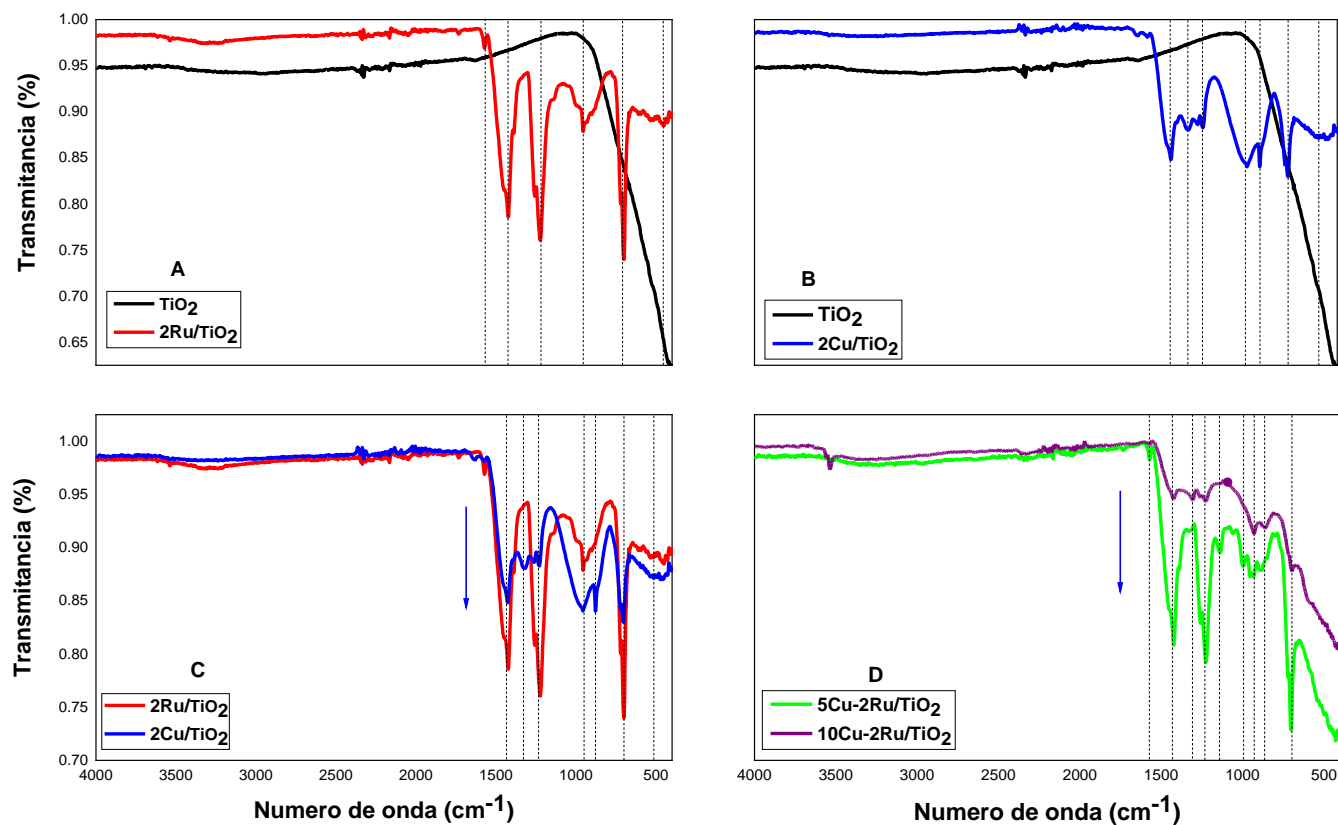 1.00
0.95
0.90
0.85
0.80
0.75
0.70
0.65
Transmitancia (%)
A
TiO2
2Ru/TiO2
B
TiO2
2Cu/TiO2
1.00
0.95
0.90
0.85
0.80
0.75
0.70
Transmitancia (%)
C
2Ru/TiO2
2Cu/TiO2
4000 3000 2500 2000 1500 1000 500
Numero de onda (cm-1)
D
5Cu-2Ru/TiO2
10Cu-2Ru/TiO2
4000 3000 2500 2000 1500 1000 500
Numero de onda (cm-1)